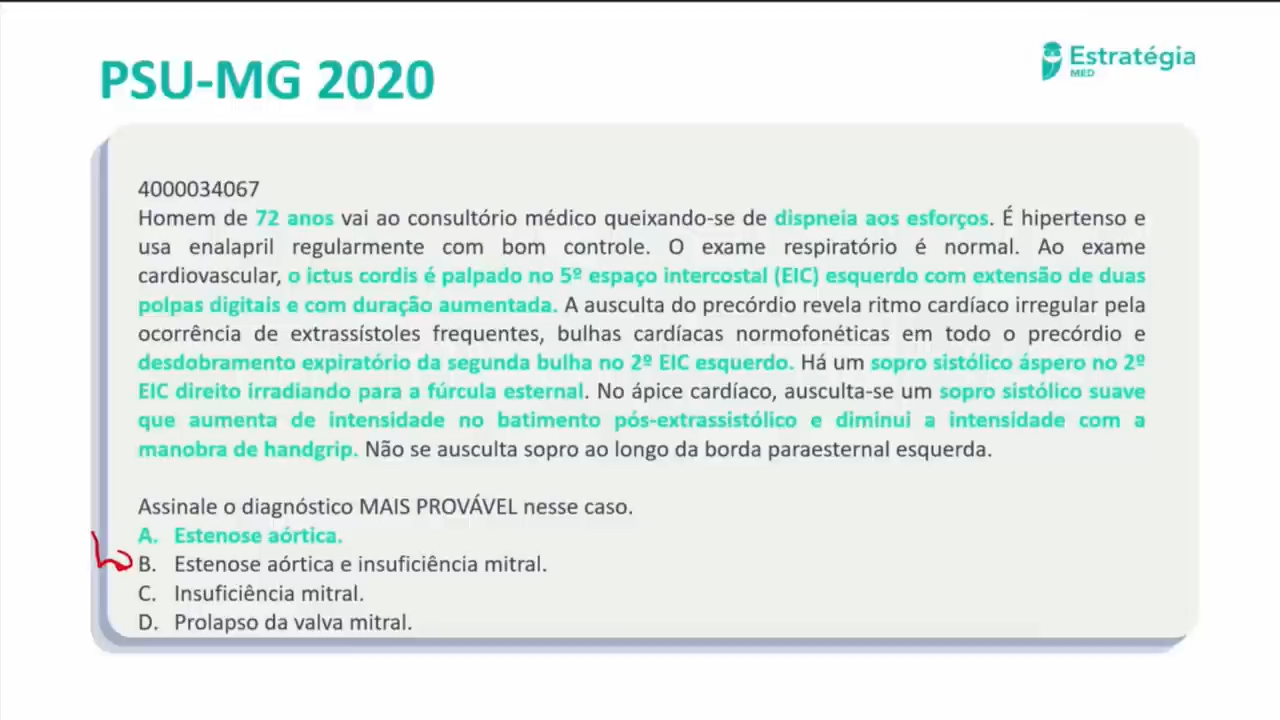 PSU-MG 2020
Estratégia
MED
4000034067
Homem de 72 anos vai ao consultório médico queixando-se de dispneia aos esforços. É hipertenso e
usa enalapril regularmente com bom controle. O exame respiratório é normal. Ao exame
cardiovascular, o ictus cordis é palpado no 5º espaço intercostal (EIC) esquerdo com extensão de duas
polpas digitais e com duração aumentada. A ausculta do precórdio revela ritmo cardíaco irregular pela
ocorrência de extrassístoles frequentes, bulhas cardíacas normofonéticas em todo o precórdio e
desdobramento expiratório da segunda bulha no 2º EIC esquerdo. Há um sopro sistólico áspero no 2º
EIC direito irradiando para a fúrcula esternal. No ápice cardíaco, ausculta-se um sopro sistólico suave
que aumenta de intensidade no batimento pós-extrassistólico e diminui a intensidade com a
manobra de handgrip. Não se ausculta sopro ao longo da borda paraesternal esquerda.
Assinale o diagnóstico MAIS PROVÁVEL nesse caso.
A. Estenose aórtica.
B. Estenose aórtica e insuficiência mitral.
C. Insuficiência mitral.
D. Prolapso da valva mitral.